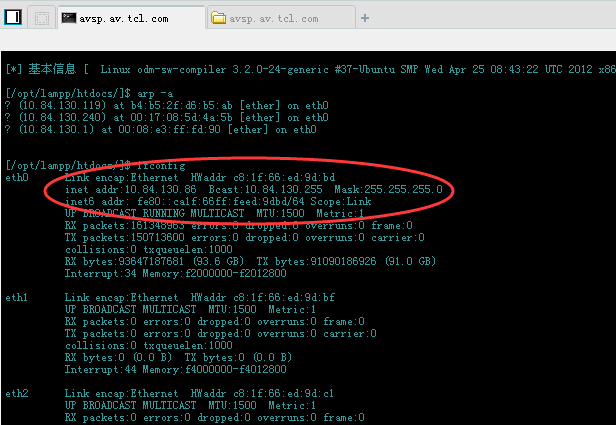 avsp.av.tcl.com
avsp.av.tcl.com
[*] 基本信息 [ Linux odm-sw-compiler 3.2.0-24-generic #37-Ubuntu SMP Wed Apr 25 08:43:22 UTC 2012 x86
[/opt/lampp/htdocs/]$ arp -a
? (10.84.130.119) at b4:b5:2f:d6:b5:ab [ether] on eth0
? (10.84.130.240) at 00:17:08:5d:4a:5b [ether] on eth0
? (10.84.130.1) at 00:08:e3:ff:fd:90 [ether] on eth0
[/opt/lampp/htdocs/]$ ifconfig
eth0 Link encap:Ethernet HWaddr c8:1f:66:ed:9d:bd
inet addr:10.84.130.86 Bcast:10.84.130.255 Mask:255.255.255.0
inet6 addr: fe80::ca1f:66ff:feed:9dbd/64 Scope:Link
UP BROADCAST RUNNING MULTICAST MTU:1500 Metric:1
RX packets:161348963 errors:0 dropped:0 overruns:0 frame:0
TX packets:150713600 errors:0 dropped:0 overruns:0 carrier:0
collisions:0 txqueuelen:1000
RX bytes:93647187681 (93.6 GB) TX bytes:91090186926 (91.0 GB)
Interrupt:34 Memory:f2000000-f2012800
eth1 Link encap:Ethernet HWaddr c8:1f:66:ed:9d:bf
UP BROADCAST MULTICAST MTU:1500 Metric:1
RX packets:0 errors:0 dropped:0 overruns:0 frame:0
TX packets:0 errors:0 dropped:0 overruns:0 carrier:0
collisions:0 txqueuelen:1000
RX bytes:0 (0.0 B) TX bytes:0 (0.0 B)
Interrupt:44 Memory:f4000000-f4012800
eth2 Link encap:Ethernet HWaddr c8:1f:66:ed:9d:c1
UP BROADCAST MULTICAST MTU:1500 Metric:1
RX packets:0 errors:0 dropped:0 overruns:0 frame:0